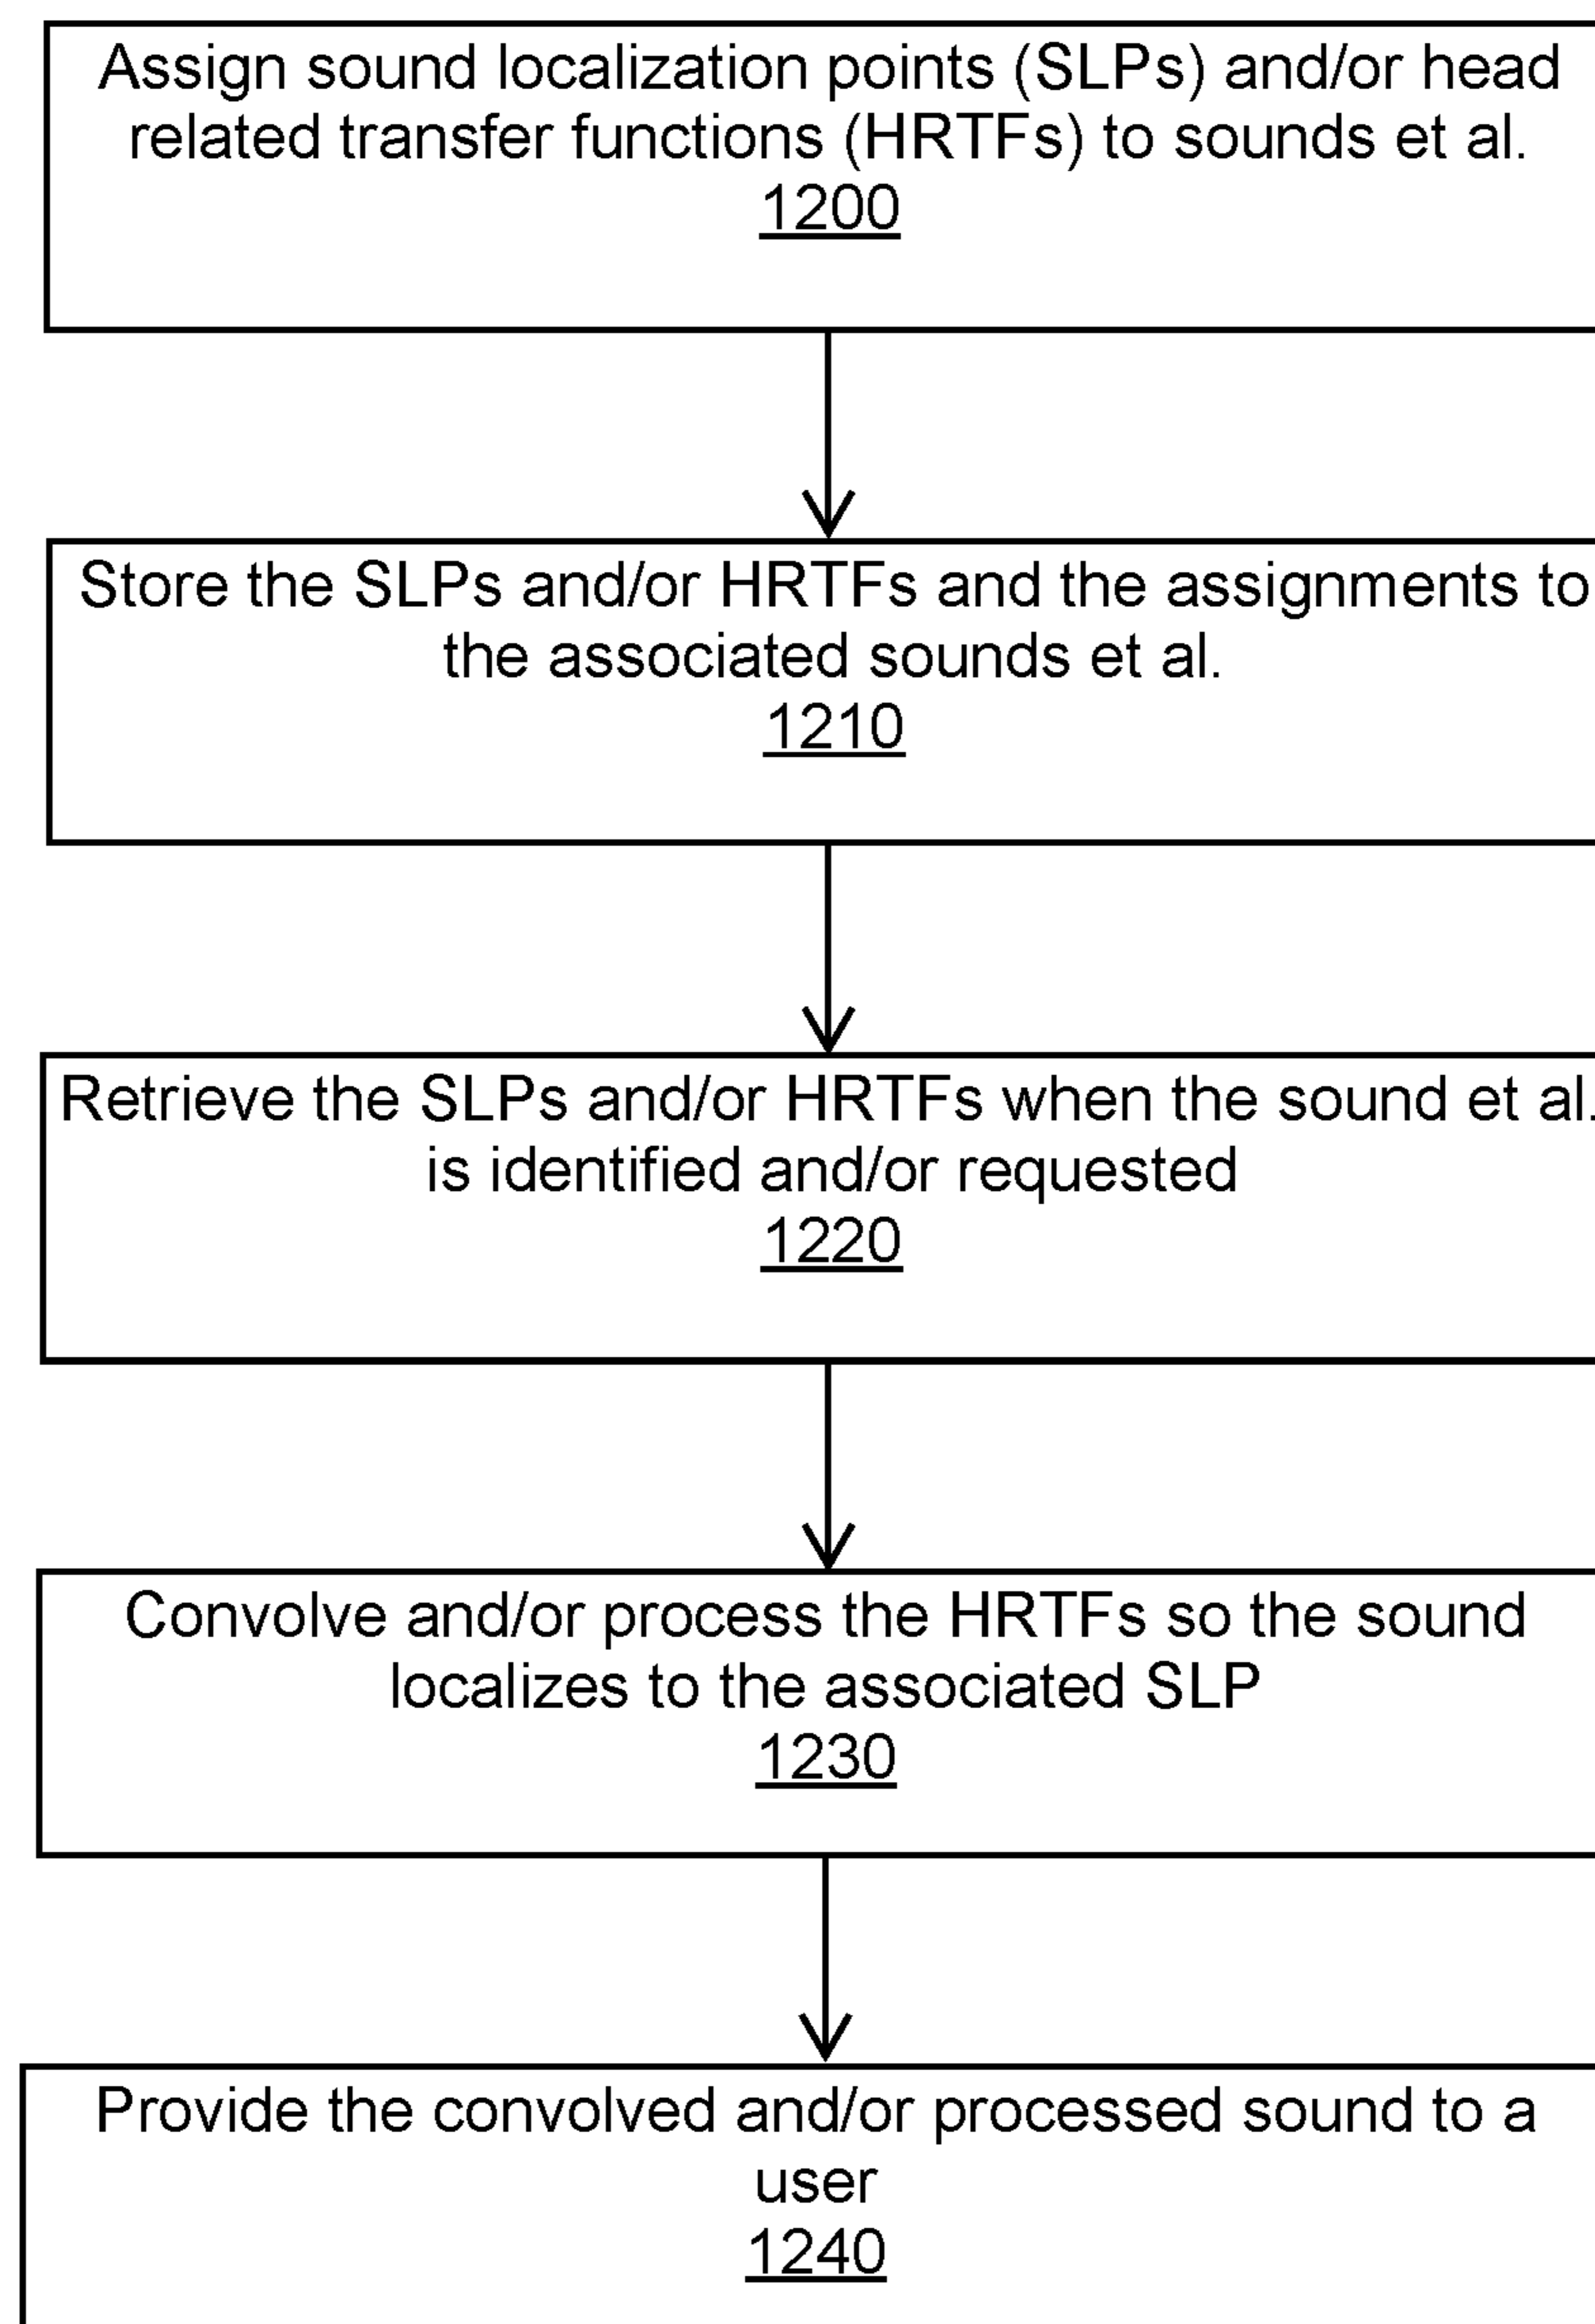 Assign sound localization points (SLPs) and/or head
related transfer functions (HRTFs) to sounds et al.
1200
Store the SLPs and/or HRTFs and the assignments to
the associated sounds et al.
1210
Retrieve the SLPs and/or HRTFs when the sound et al.
is identified and/or requested
1220
Convolve and/or process the HRTFs so the sound
localizes to the associated SLP
1230
Provide the convolved and/or processed sound to a
user
1240